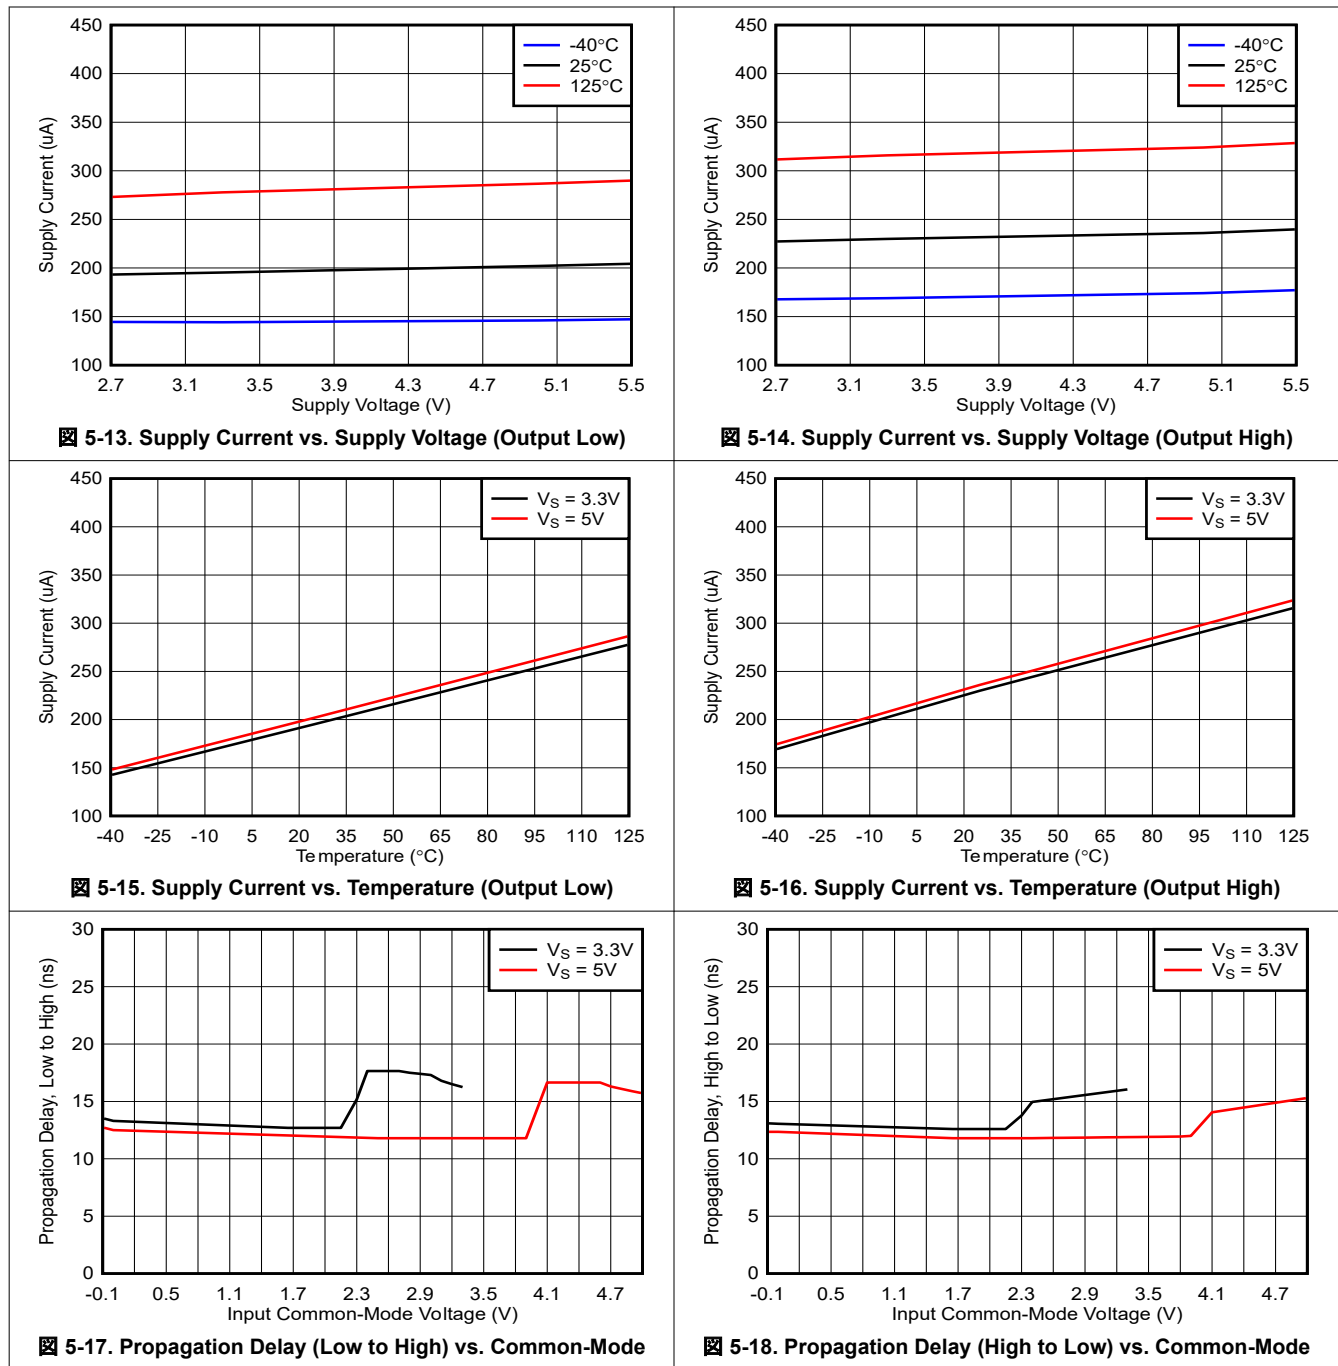 450
400
350
300
250
200
150
100
Supply Current (uA)
-40°C
25°C
125°C
2.7 3.1 3.5 3.9 4.3 4.7 5.1 5.5
Supply Voltage (V)
図 5-13. Supply Current vs. Supply Voltage (Output Low)
450
400
350
300
250
200
150
100
Supply Current (uA)
-40°C
25°C
125°C
2.7 3.1 3.5 3.9 4.3 4.7 5.1 5.5
Supply Voltage (V)
図 5-14. Supply Current vs. Supply Voltage (Output High)
450
400
350
300
250
200
150
100
Supply Current (uA)
VS = 3.3V
VS = 5V
-40 -25 -10 5 20 35 50 65 80 95 110 125
Temperature (°C)
図 5-15. Supply Current vs. Temperature (Output Low)
450
400
350
300
250
200
150
100
Supply Current (uA)
VS = 3.3V
VS = 5V
-40 -25 -10 5 20 35 50 65 80 95 110 125
Temperature (°C)
図 5-16. Supply Current vs. Temperature (Output High)
30
25
20
15
10
5
0
Propagation Delay, Low to High (ns)
VS = 3.3V
VS = 5V
-0.1 0.5 1.1 1.7 2.3 2.9 3.5 4.1 4.7
Input Common-Mode Voltage (V)
図 5-17. Propagation Delay (Low to High) vs. Common-Mode
30
25
20
15
10
5
0
Propagation Delay, High to Low (ns)
VS = 3.3V
VS = 5V
-0.1 0.5 1.1 1.7 2.3 2.9 3.5 4.1 4.7
Input Common-Mode Voltage (V)
図 5-18. Propagation Delay (High to Low) vs. Common-Mode